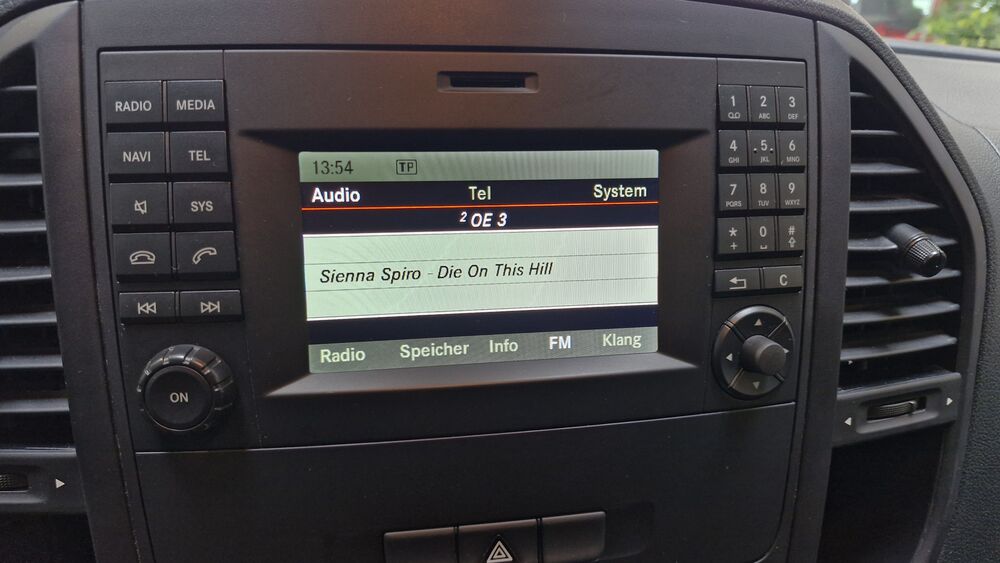 RADIO MEDIA
NAVI TEL
SYS
ON
13:54 TP
Audio Tel System
2 OE 3
Sienna Spiro - Die On This Hill
Radio Speicher Info FM Klang
1 2 ABC 3 DEF
4 GHI .5. JKL 6 MNO
7 PQRS 8 TUV 9 WXYZ
* + 0 #
C